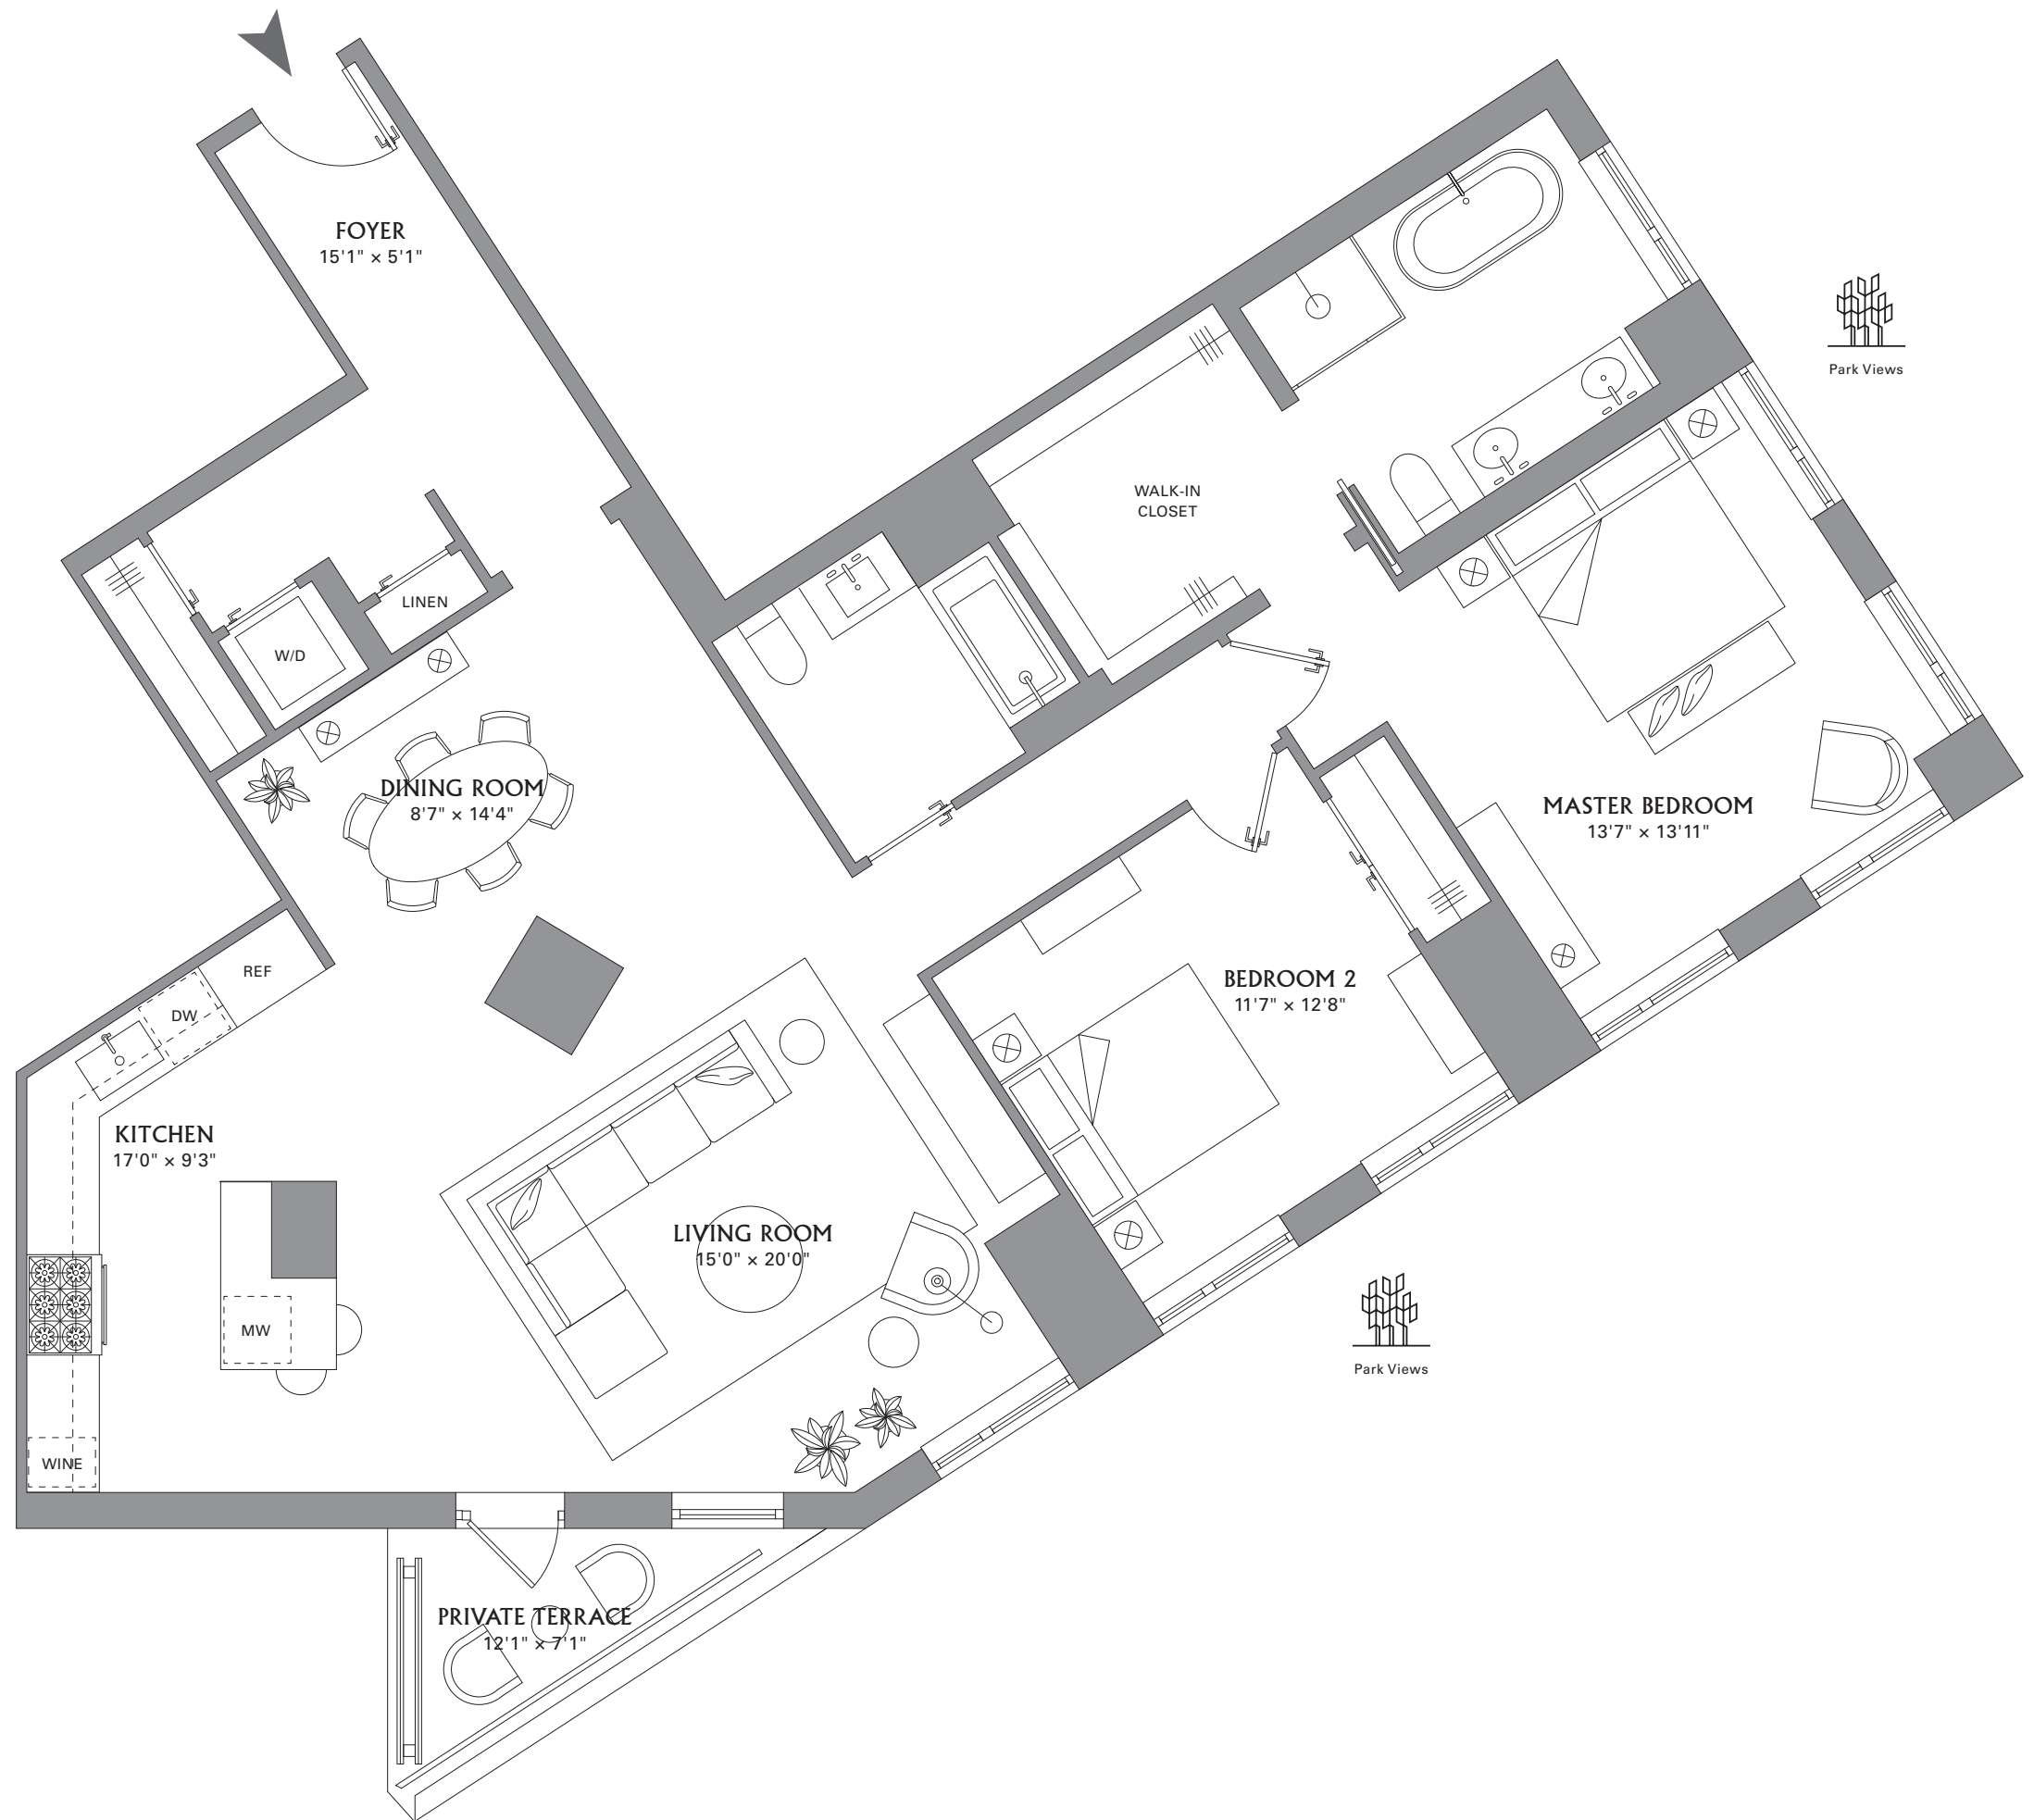 FOYER
15'1" × 5'1"
Park Views
WALK-IN
CLOSET
LINEN
W/D
DINING ROOM
8'7" × 14'4"
MASTER BEDROOM
13'7" × 13'11"
REF
BEDROOM 2
11'7" × 12'8"
DW
KITCHEN
17'0" × 9'3"
LIVING ROOM
15'0" × 20'0"
MW
Park Views
WINE
PRIVATE TERRACE
12'1" × 7'1"